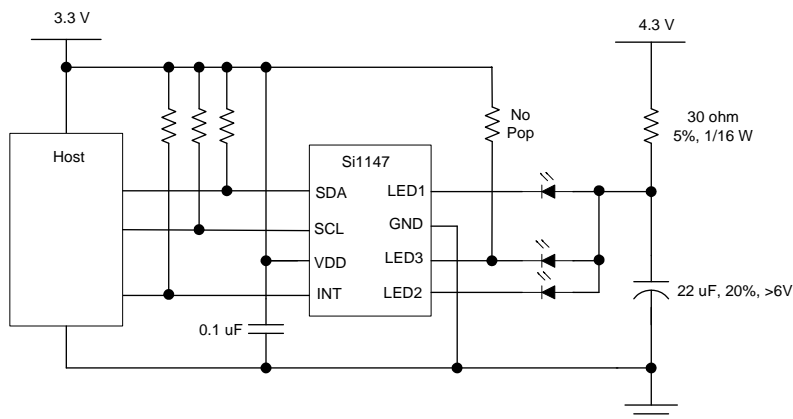 3.3 V
4.3 V
Host
No
Pop
30 ohm
5%, 1/16 W
Si1147
SDA
LED1
SCL
GND
VDD
LED3
INT
LED2
0.1 uF
22 uF, 20%, >6V